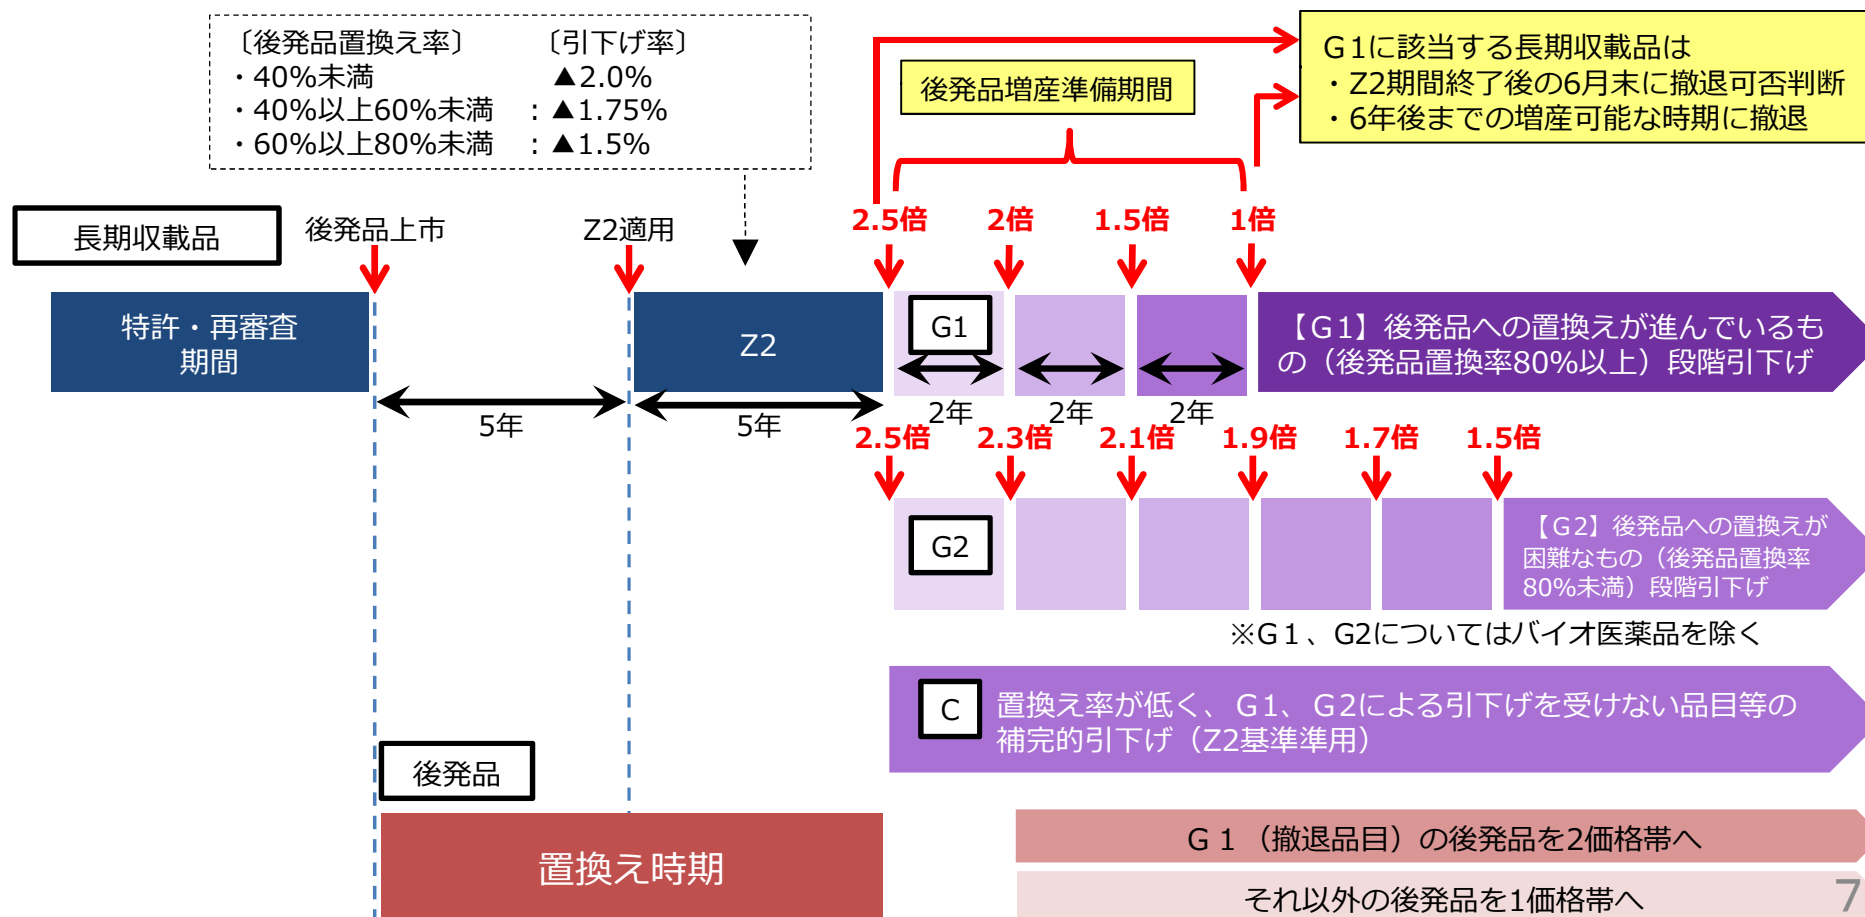 〔後発品置換え率〕 〔引下げ率〕
・40%未満 ▲2.0%
・40%以上60%未満 : ▲1.75%
・60%以上80%未満 : ▲1.5%
後発品増産準備期間
G1に該当する長期収載品は
・Z2期間終了後の6月末に撤退可否判断
・6年後までの増産可能な時期に撤退
長期収載品
後発品上市
Z2適用
2.5倍 2倍 1.5倍 1倍
特許・再審査
期間
Z2
G1
【G1】後発品への置換えが進んでいるも
の（後発品置換率80%以上）段階引下げ
5年 5年 2年 2年 2年
2.5倍 2.3倍 2.1倍 1.9倍 1.7倍 1.5倍
G2
【G2】後発品への置換えが
困難なもの（後発品置換率
80%未満）段階引下げ
※G１、G2についてはバイオ医薬品を除く
C
置換え率が低く、G1、G2による引下げを受けない品目等の
補完的引下げ（Z2基準準用）
後発品
置換え時期
G１（撤退品目）の後発品を2価格帯へ
それ以外の後発品を1価格帯へ
7